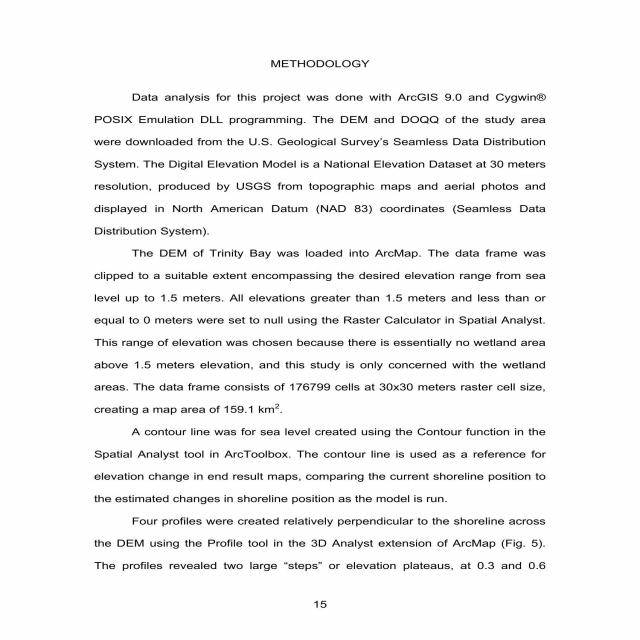 METHODOLOGY
Data analysis for this project was done with ArcGIS 9.0 and Cygwin®
POSIX Emulation DLL programming. The DEM and DOQQ of the study area
were downloaded from the U.S. Geological Survey’s Seamless Data Distribution
System. The Digital Elevation Model is a National Elevation Dataset at 30 meters
resolution, produced by USGS from topographic maps and aerial photos and
displayed in North American Datum (NAD 83) coordinates (Seamless Data
Distribution System).
The DEM of Trinity Bay was loaded into ArcMap. The data frame was
clipped to a suitable extent encompassing the desired elevation range from sea
level up to 1.5 meters. All elevations greater than 1.5 meters and less than or
equal to 0 meters were set to null using the Raster Calculator in Spatial Analyst.
This range of elevation was chosen because there is essentially no wetland area
above 1.5 meters elevation, and this study is only concerned with the wetland
areas. The data frame consists of 176799 cells at 30x30 meters raster cell size,
creating a map area of 159.1 km².
A contour line was for sea level created using the Contour function in the
Spatial Analyst tool in ArcToolbox. The contour line is used as a reference for
elevation change in end result maps, comparing the current shoreline position to
the estimated changes in shoreline position as the model is run.
Four profiles were created relatively perpendicular to the shoreline across
the DEM using the Profile tool in the 3D Analyst extension of ArcMap (Fig. 5).
The profiles revealed two large “steps” or elevation plateaus, at 0.3 and 0.6
15